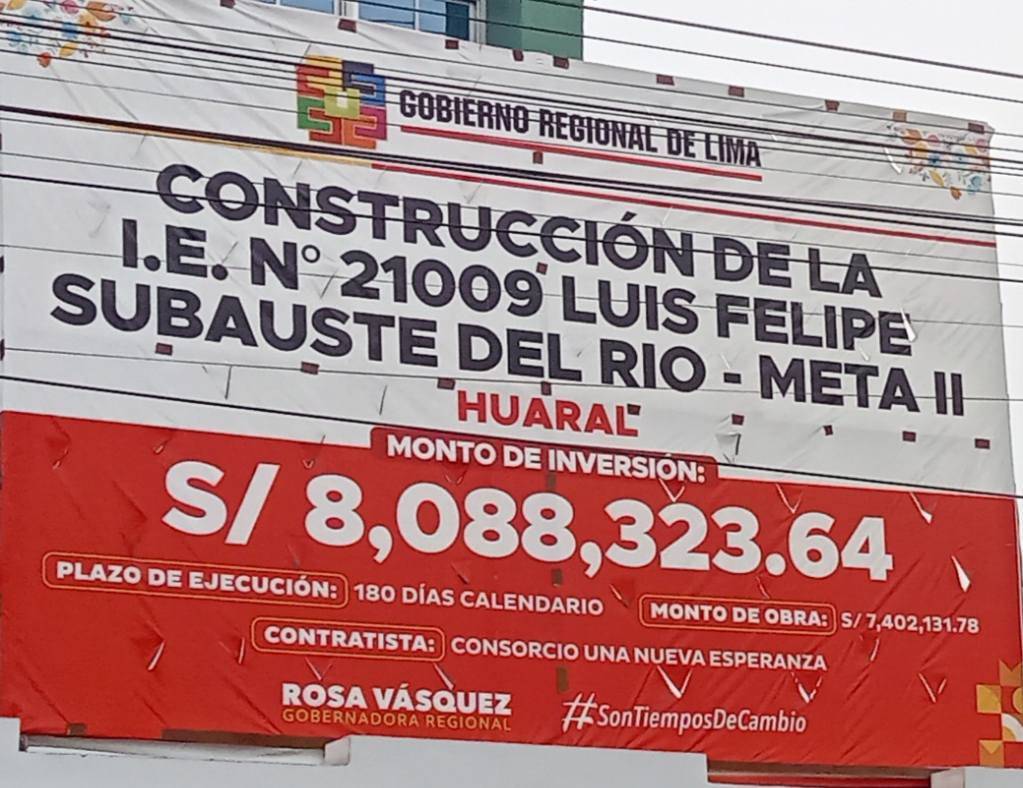 GOBIERNO REGIONAL DE LIMA
CONSTRUCCIÓN DE LA
I.E. N° 21009 LUIS FELIPE
SUBAUSTE DEL RIO - META II
HUARAL
MONTO DE INVERSIÓN:
S/ 8,088,323.64
PLAZO DE EJECUCIÓN: 180 DÍAS CALENDARIO MONTO DE OBRA: S/ 7,402,131.78
CONTRATISTA: CONSORCIO UNA NUEVA ESPERANZA
ROSA VÁSQUEZ
GOBERNADORA REGIONAL #SonTiemposDeCambio